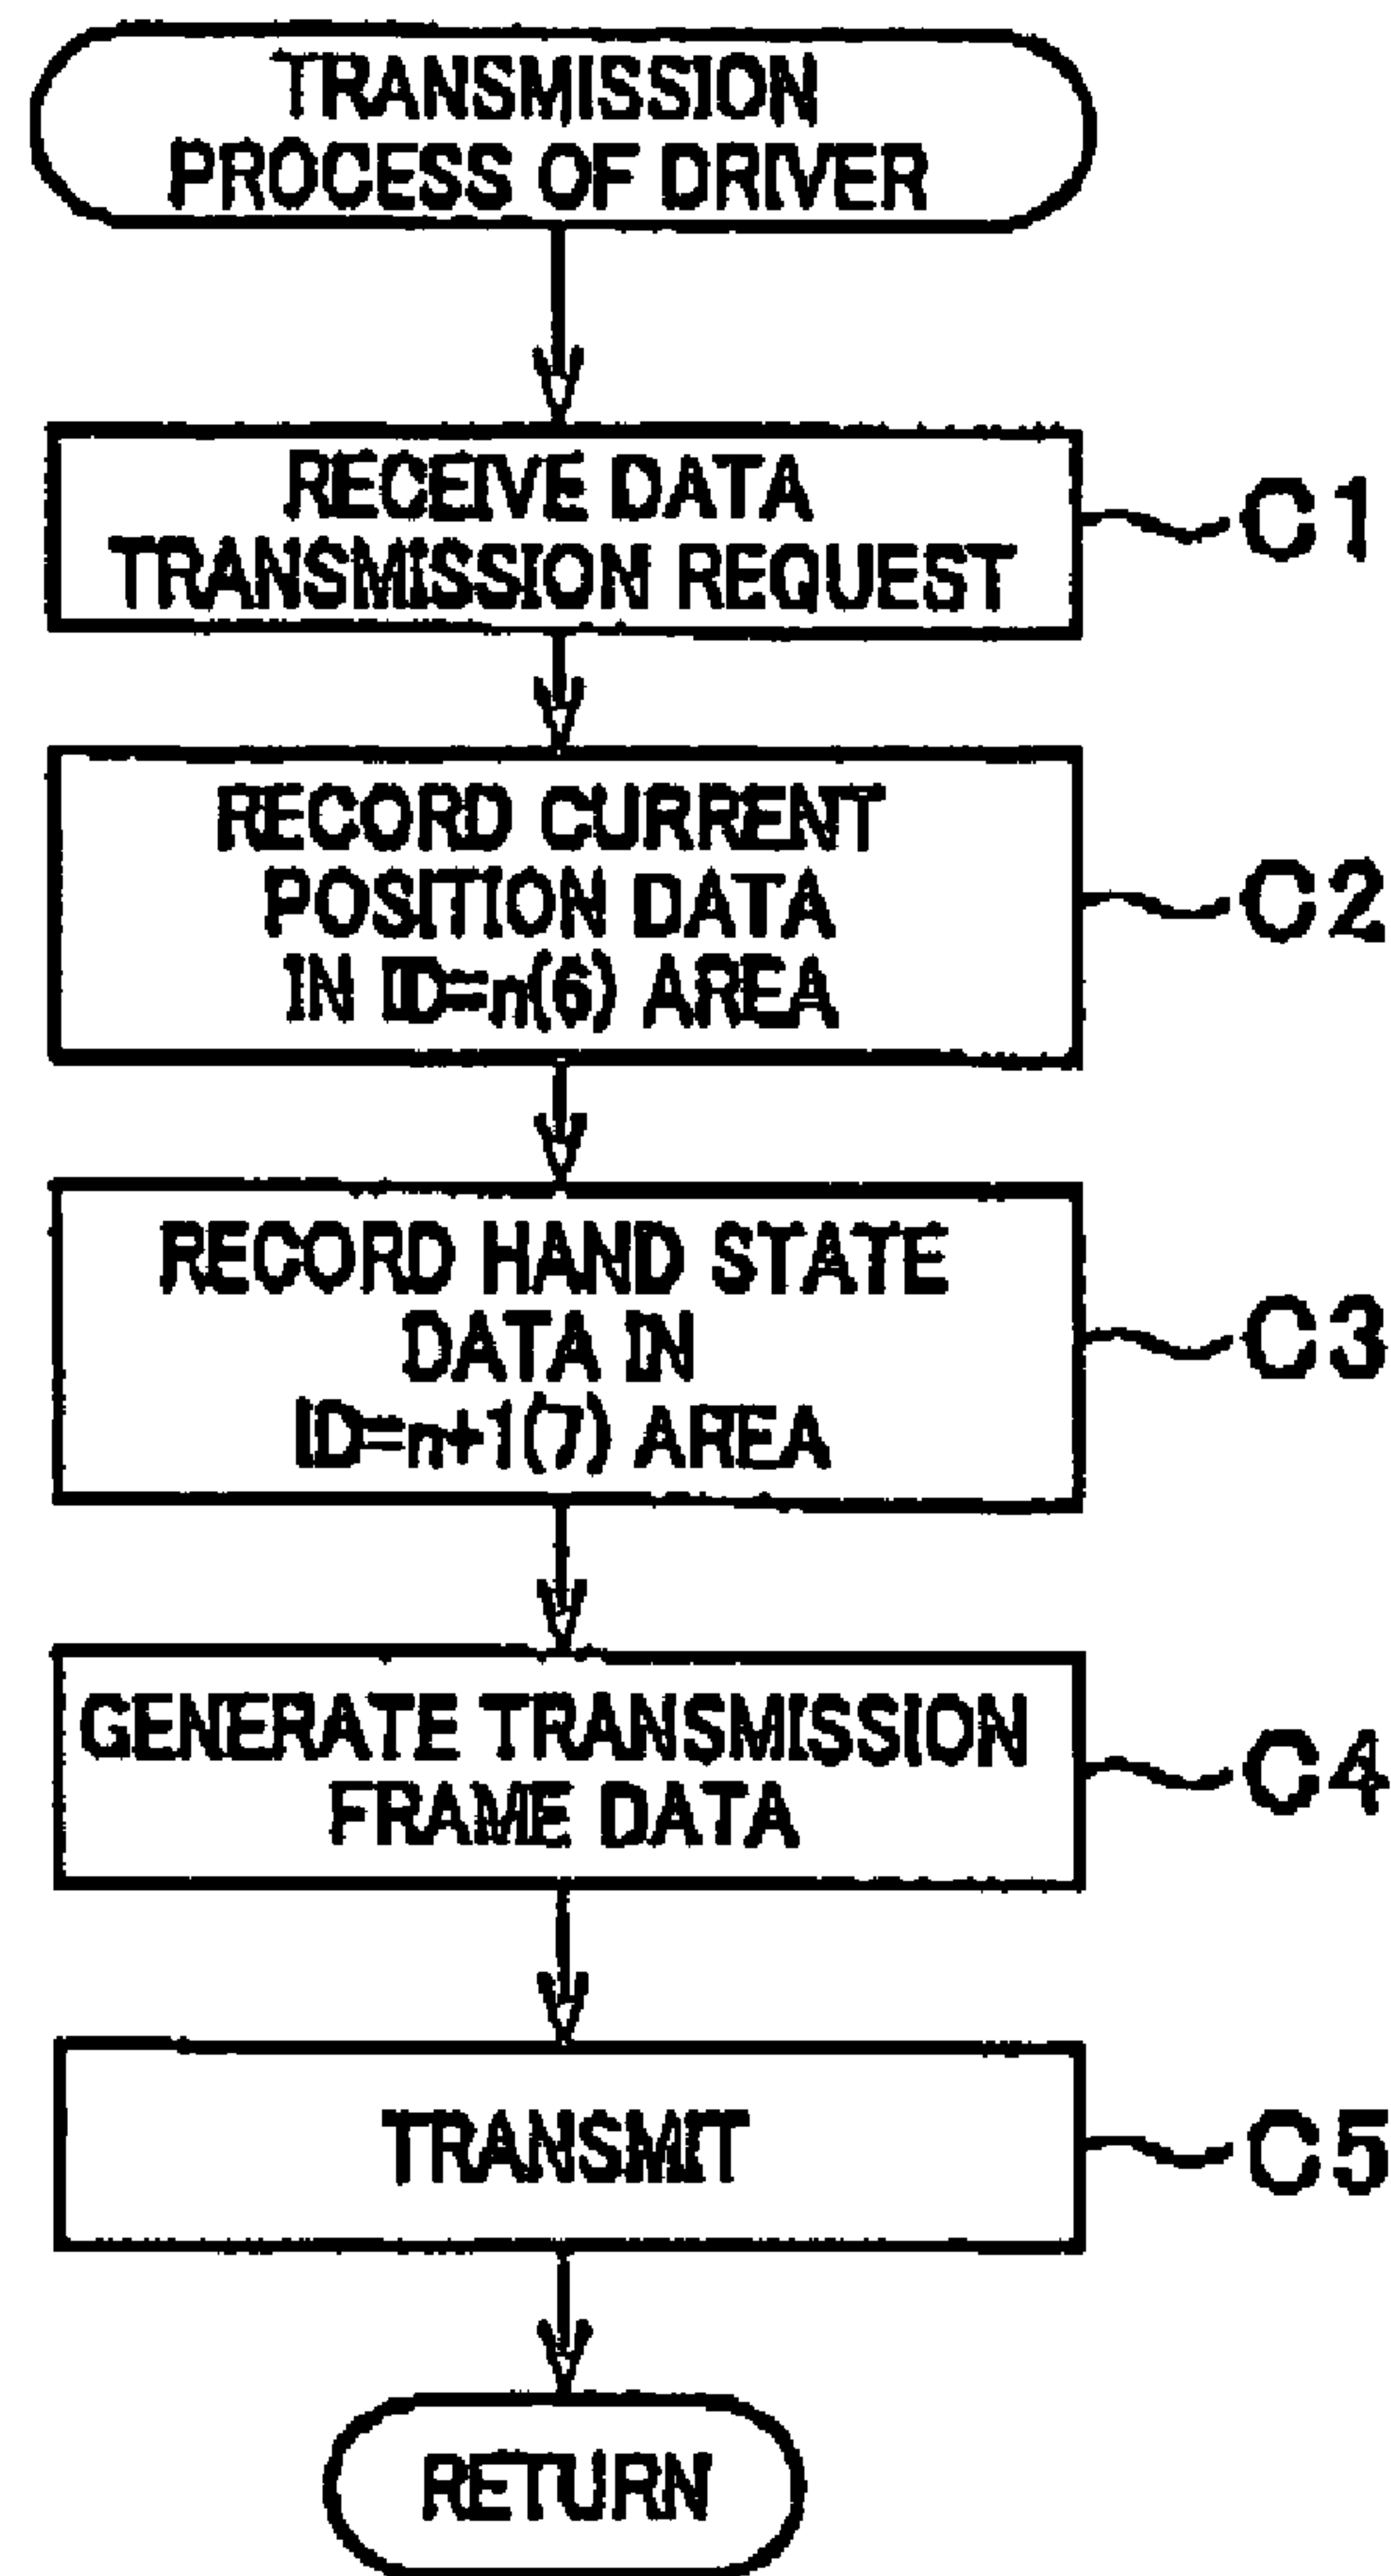 TRANSMISSION
PROCESS OF DRIVER
RECEIVE DATA
TRANSMISSION REQUEST
C1
RECORD CURRENT
POSITION DATA
IN ID=n(6) AREA
C2
RECORD HAND STATE
DATA IN
ID=n+1(7) AREA
C3
GENERATE TRANSMISSION
FRAME DATA
C4
TRANSMIT
C5
RETURN